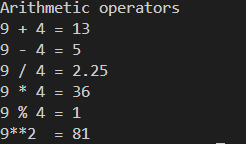 Arithmetic operators
9 + 4 = 13
9 - 4 = 5
9 / 4 = 2.25
9 * 4 = 36
9 % 4 = 1
9**2  = 81